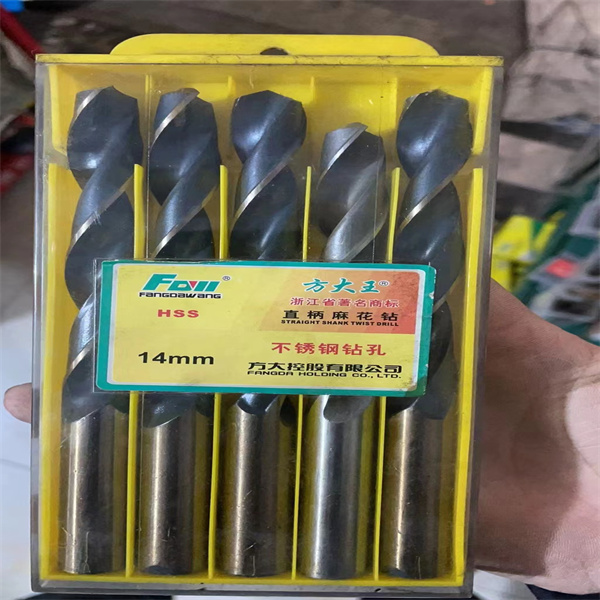 FDW®
FANGDAWANG
HSS
14mm
方大王®
浙江省著名商标
直柄麻花钻
STRAIGHT SHANK TWIST DRILL
不锈钢钻孔
方大控股有限公司
FANGDA HOLDING CO., LTD.